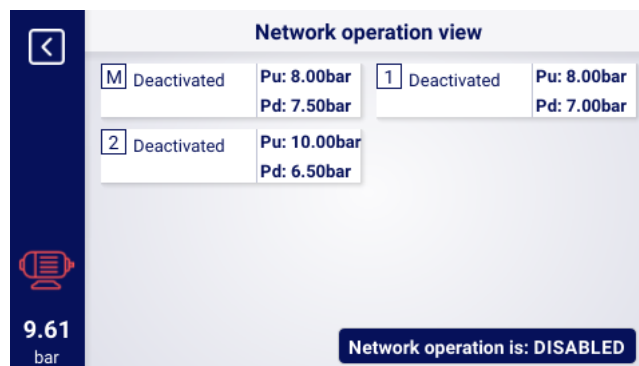 Network operation view
M Deactivated Pu: 8.00bar
Pd: 7.50bar
1 Deactivated Pu: 8.00bar
Pd: 7.00bar
2 Deactivated Pu: 10.00bar
Pd: 6.50bar
9.61
bar
Network operation is: DISABLED